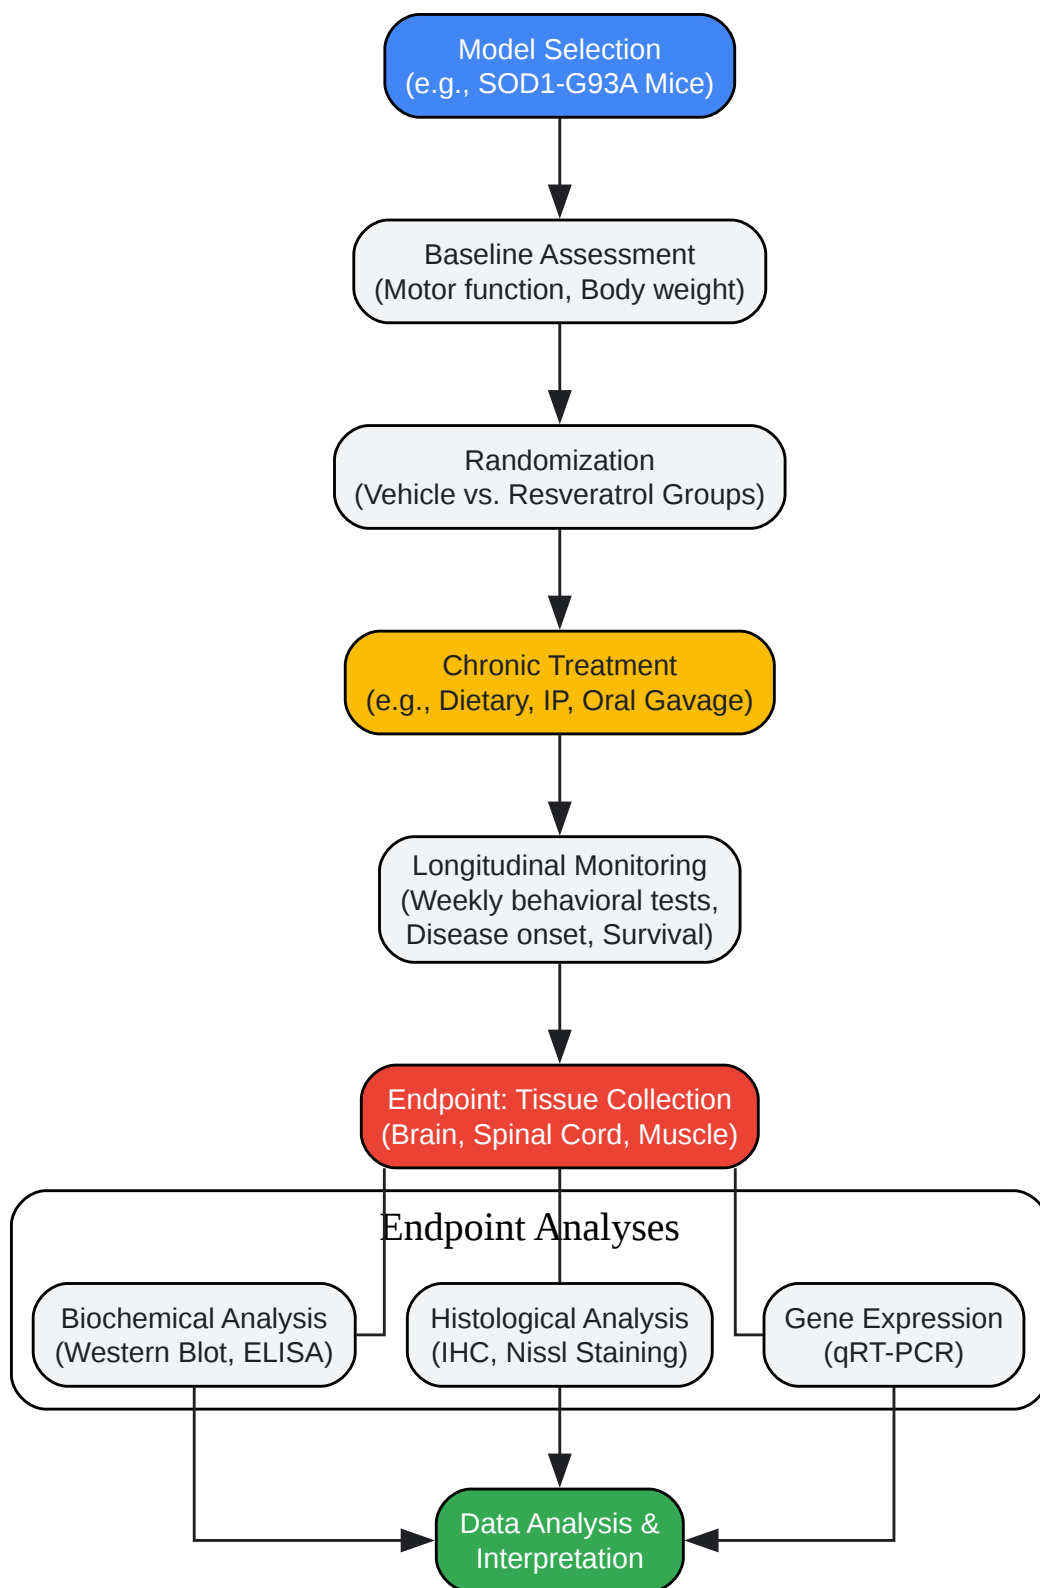 Model Selection
(e.g., SOD1-G93A Mice)
Baseline Assessment
(Motor function, Body weight)
Randomization
(Vehicle vs. Resveratrol Groups)
Chronic Treatment
(e.g., Dietary, IP, Oral Gavage)
Longitudinal Monitoring
(Weekly behavioral tests,
Disease onset, Survival)
Endpoint: Tissue Collection
(Brain, Spinal Cord, Muscle)
Endpoint Analyses
Biochemical Analysis
(Western Blot, ELISA)
Histological Analysis
(IHC, Nissl Staining)
Gene Expression
(qRT-PCR)
Data Analysis &
Interpretation